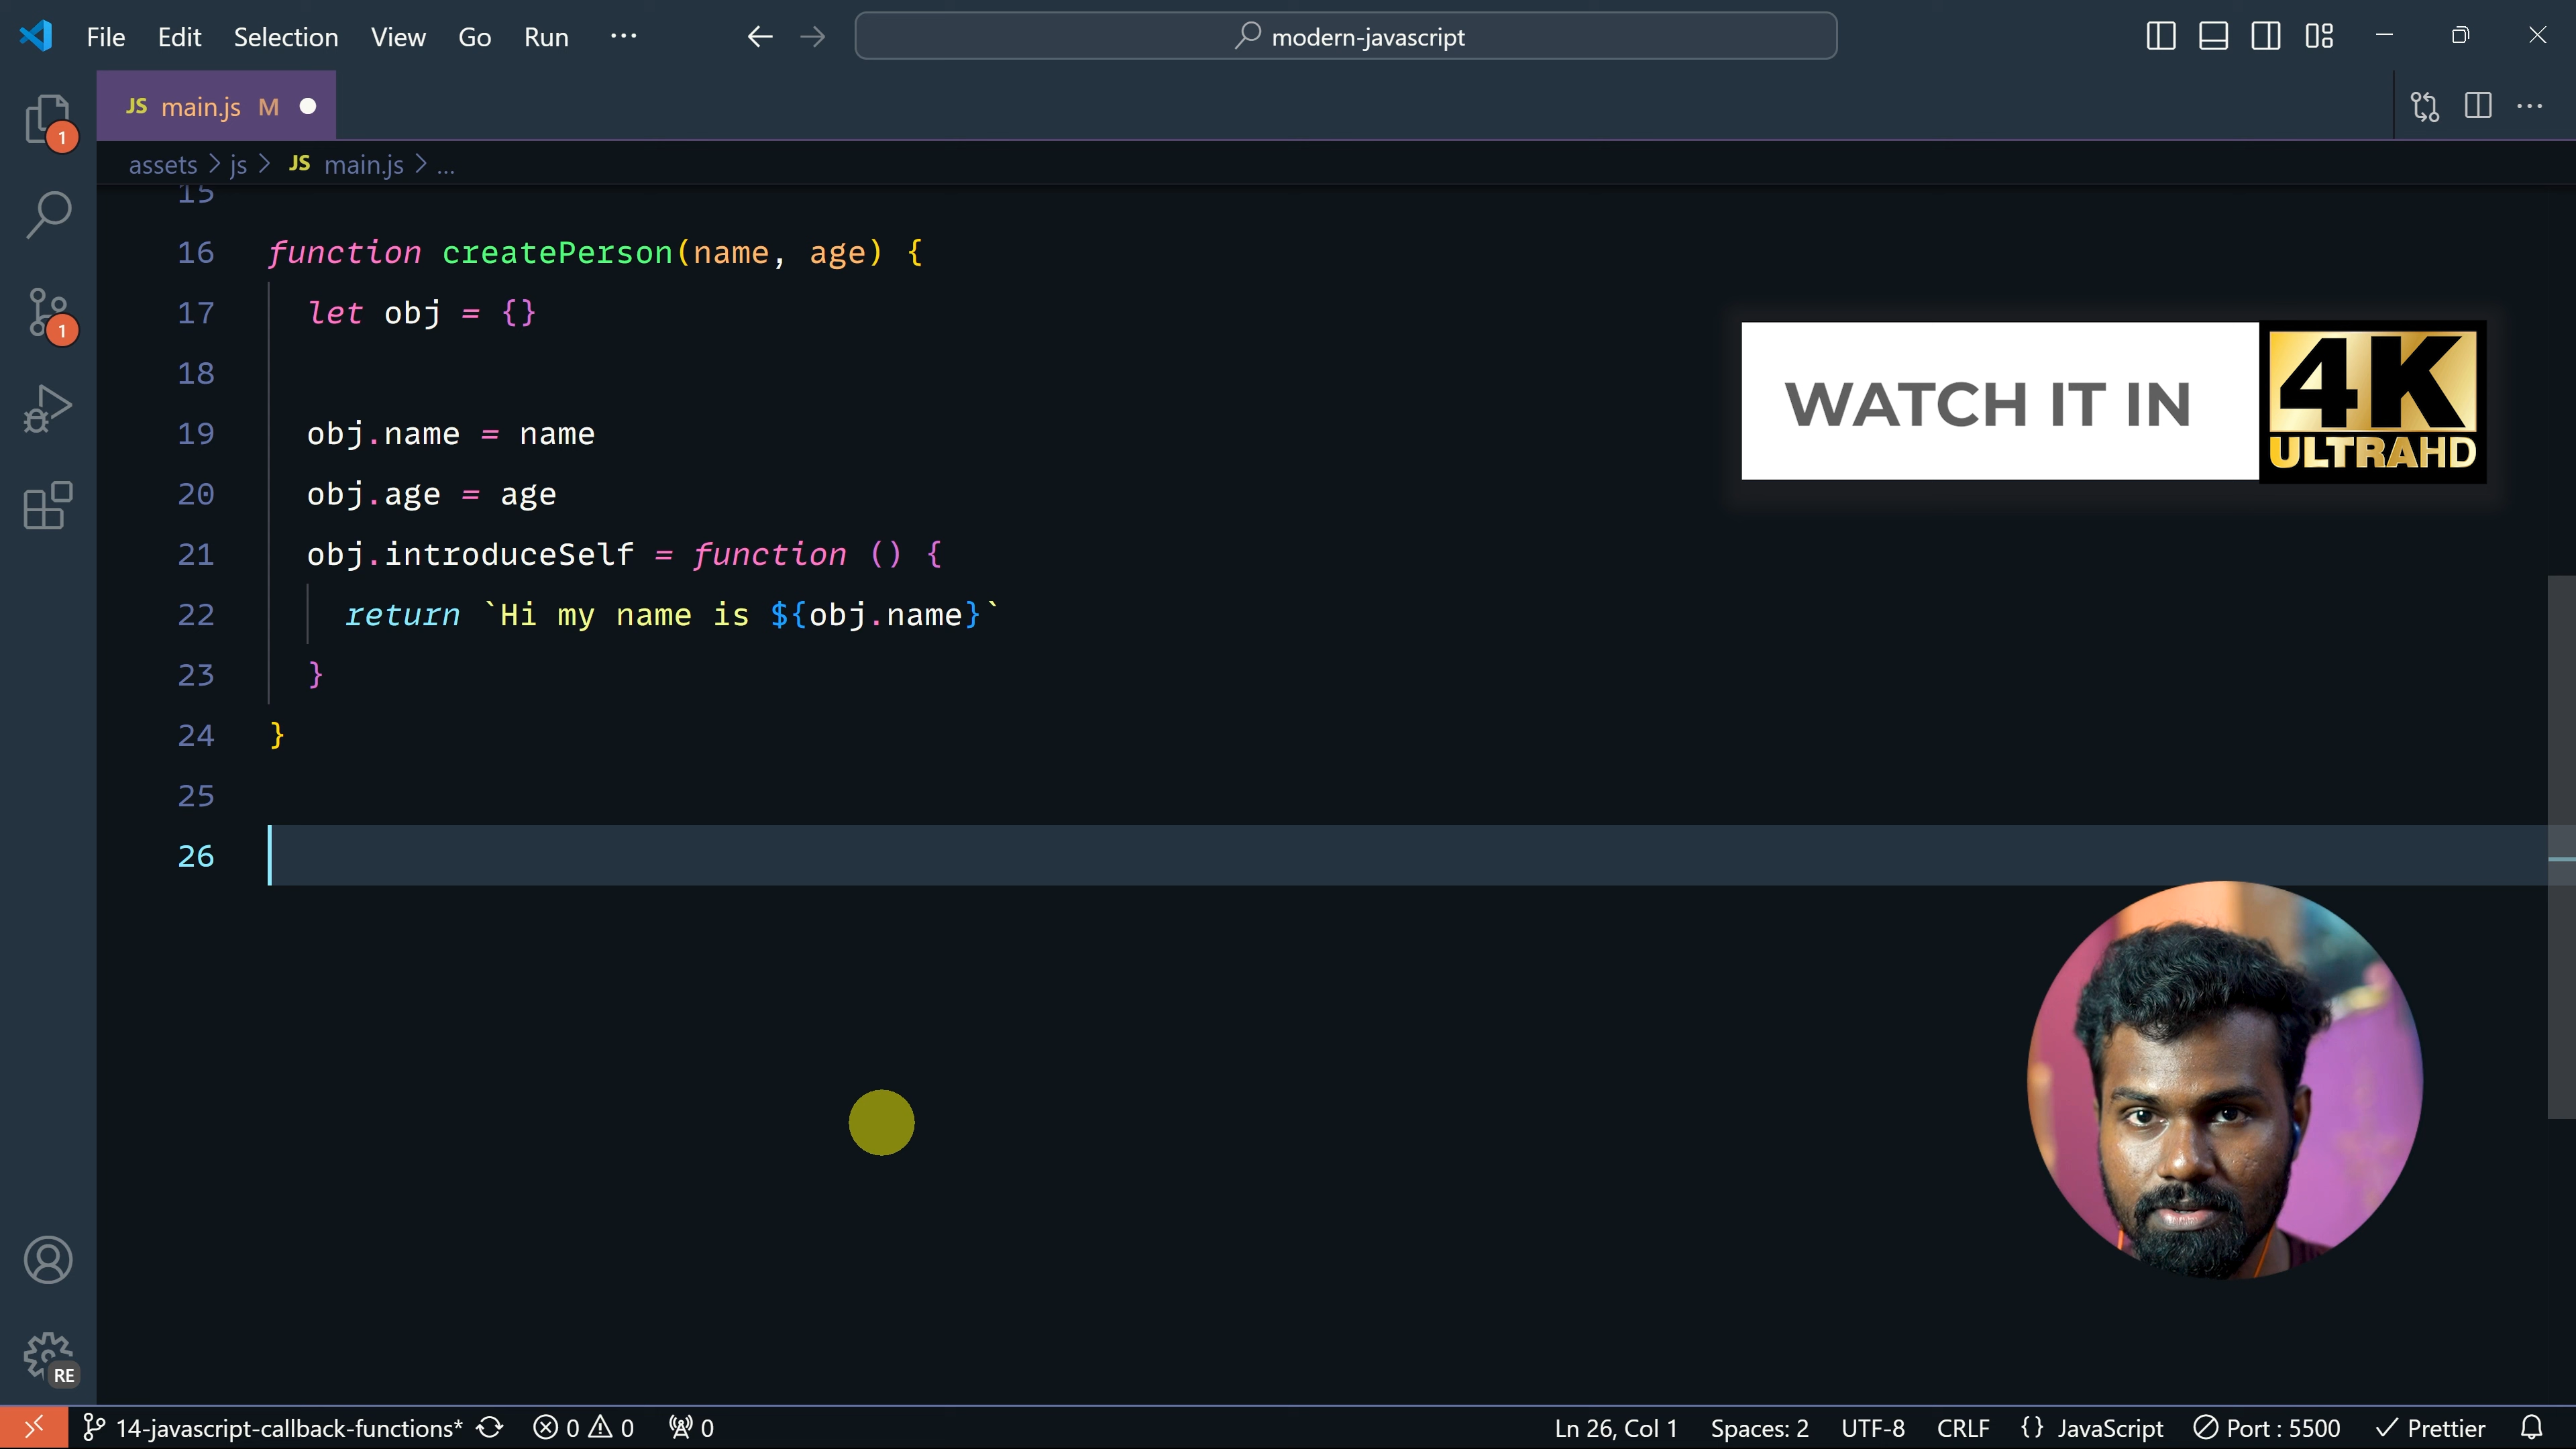 File Edit Selection View Go Run ··· modern-javascript
JS main.js M
assets > js > JS main.js > ...
15
16 function createPerson(name, age) {
17 let obj = {}
18
19 obj.name = name
20 obj.age = age
21 obj.introduceSelf = function () {
22 return `Hi my name is ${obj.name}`
23 }
24 }
25
26
WATCH IT IN 4K
ULTRAHD
1
1
RE
14-javascript-callback-functions* 0 0 0 Ln 26, Col 1 Spaces: 2 UTF-8 CRLF {} JavaScript Port : 5500 Prettier